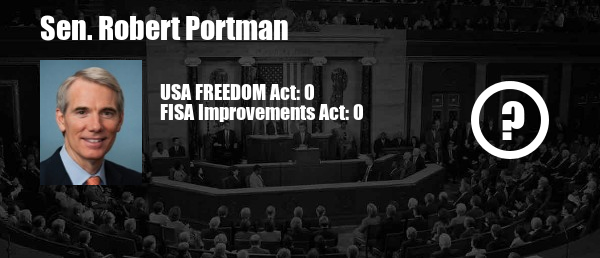 Sen. Robert Portman
USA FREEDOM Act: 0
FISA Improvements Act: 0
?